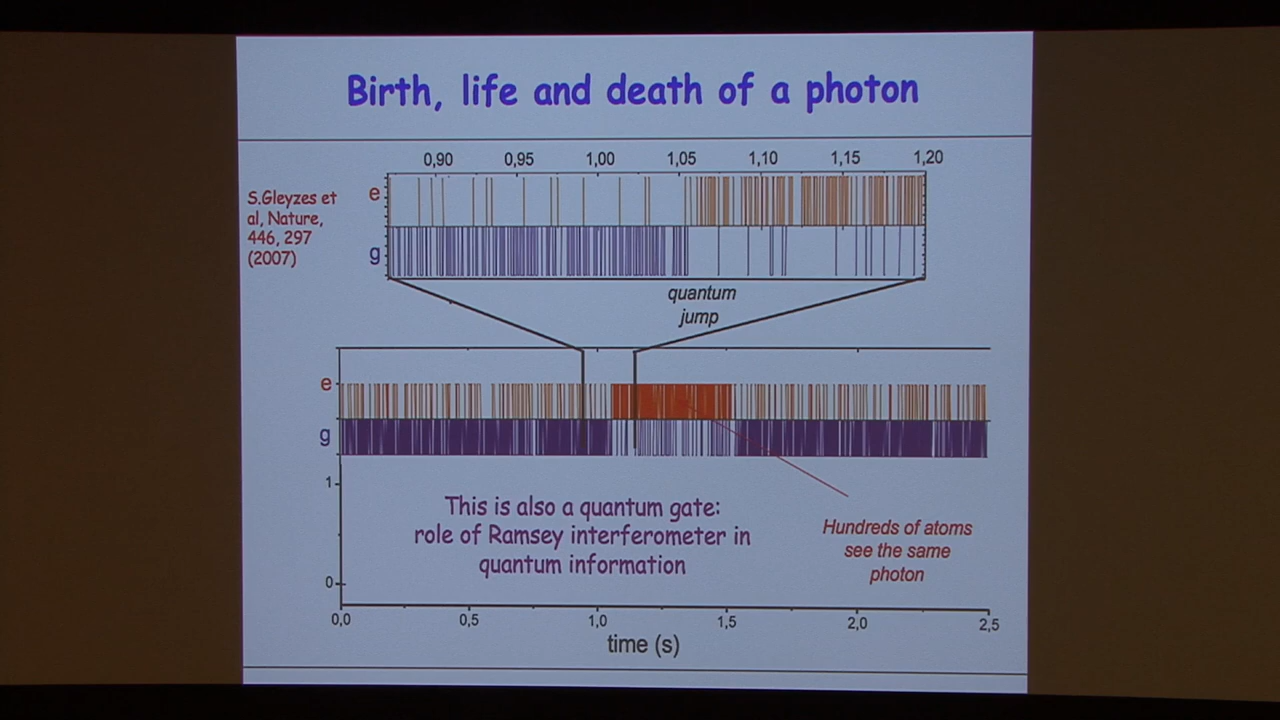 Birth, life and death of a photon
0,90 0,95 1,00 1,05 1,10 1,15 1,20
S.Gleyzes et
al, Nature,
446, 297
(2007)
e
g
quantum
jump
e
g
1
This is also a quantum gate:
role of Ramsey interferometer in
quantum information
Hundreds of atoms
see the same
photon
0
0,0 0,5 1,0 1,5 2,0 2,5
time (s)